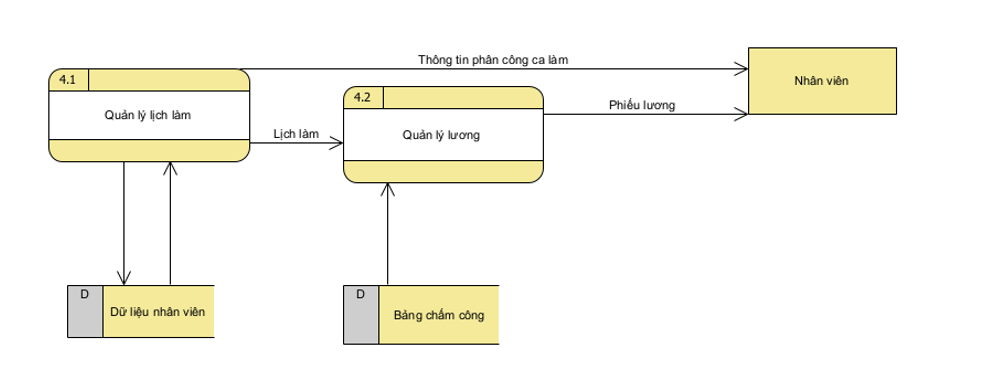 Thông tin phân công ca làm
4.1
Nhân viên
4.2
Phiếu lương
Quản lý lịch làm
Lịch làm
Quản lý lương
D
Dữ liệu nhân viên
D
Bảng chấm công